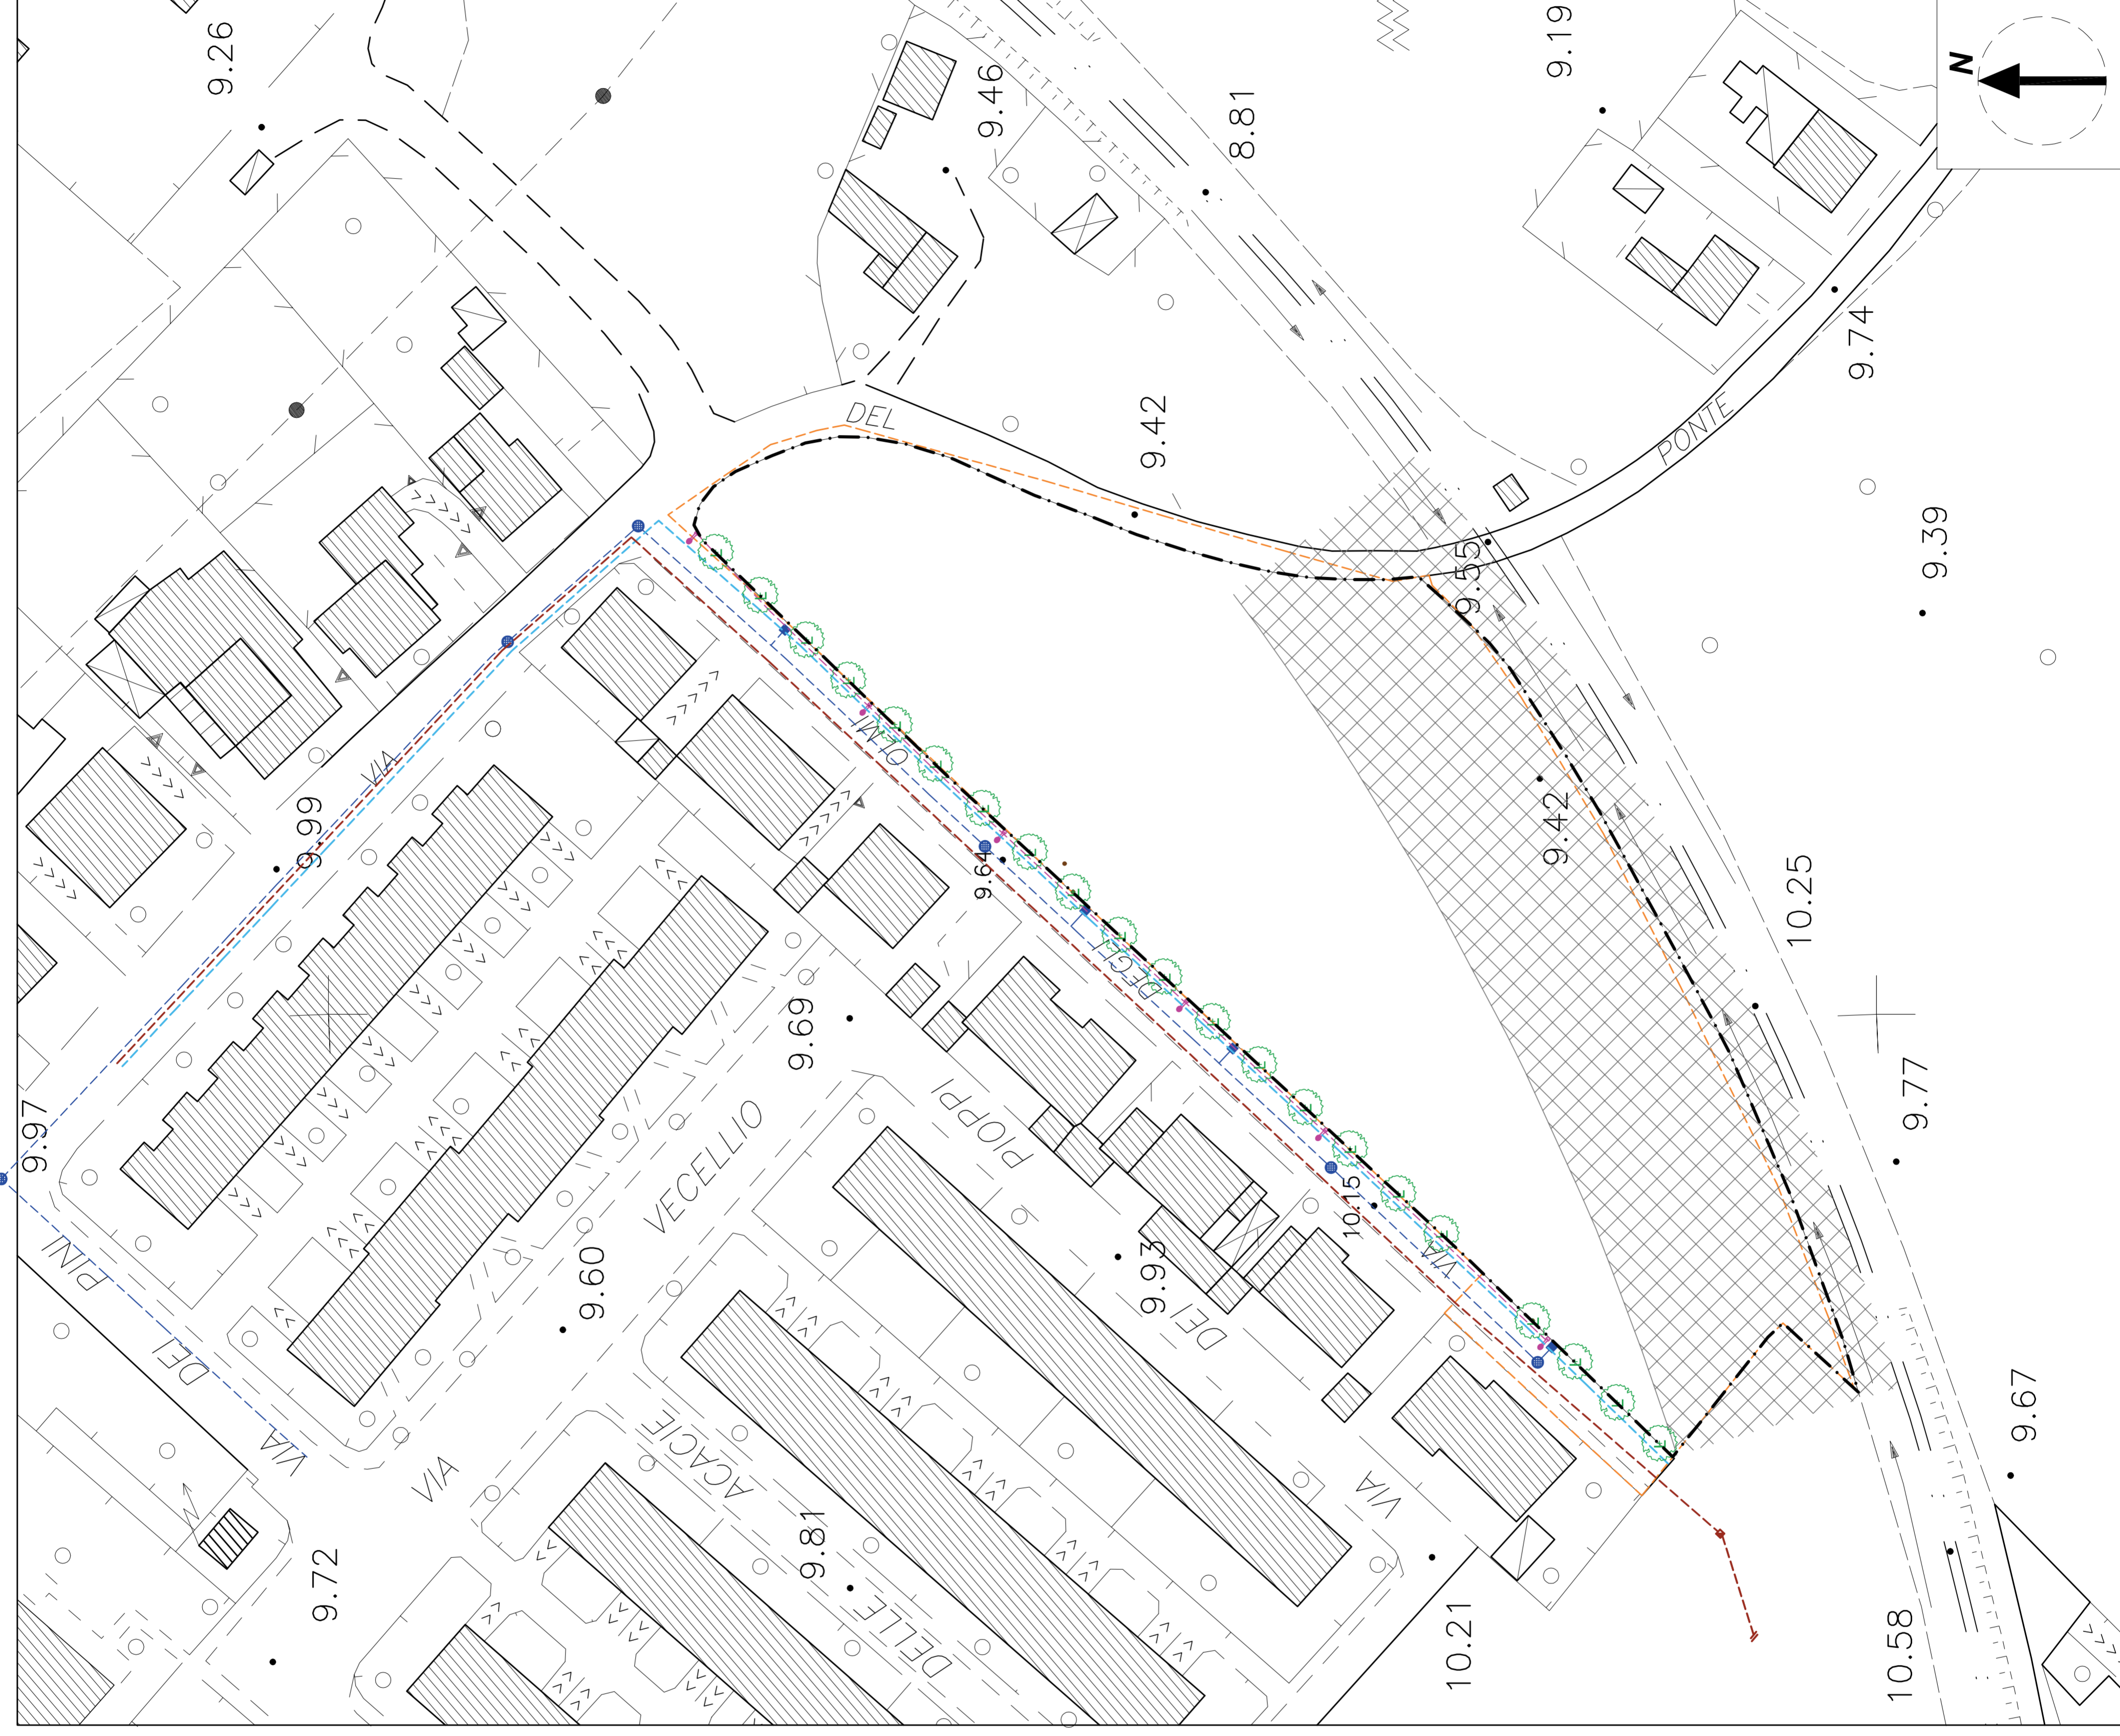 9.26
9.46
8.81
9.19
N
DEL
9.42
9.74
PONTE
9.55
9.39
VIA
OLMI
9.99
9.64
9.42
10.25
DEGLI
9.69
9.97
PIOPPI
9.77
VECELLIO
10.15
PINI
9.60
9.93
VIA
DEI
DEI
9.67
VIA
VIA
ACACIE
VIA
9.81
9.72
DELLE
10.21
10.58